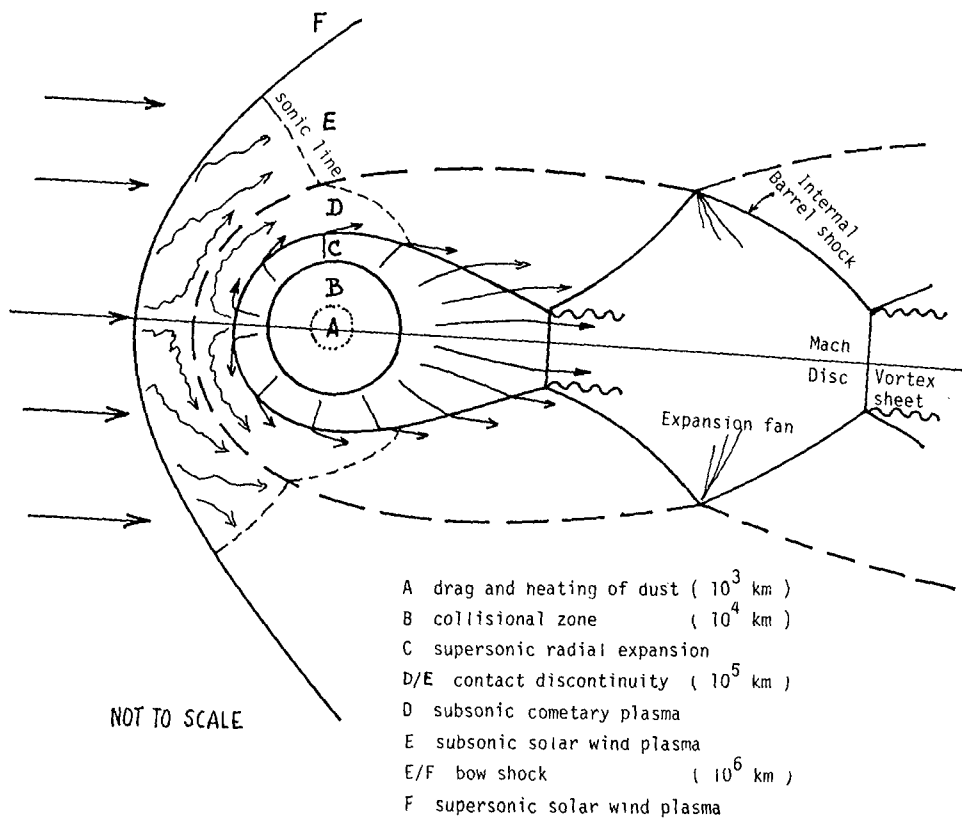 F
sonic line
E
D
C
B
A
Internal
Barrel shock
Mach
Disc
Vortex
sheet
Expansion fan
NOT TO SCALE
A drag and heating of dust ( 10³ km )
B collisional zone ( 10⁴ km )
C supersonic radial expansion
D/E contact discontinuity ( 10⁵ km )
D subsonic cometary plasma
E subsonic solar wind plasma
E/F bow shock ( 10⁶ km )
F supersonic solar wind plasma